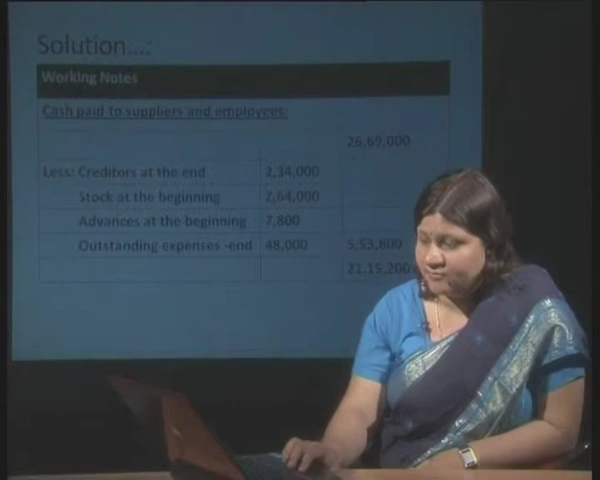 Solution....:
Working Notes
Cash paid to suppliers and employees:
26,69,000
Less: Creditors at the end 2,34,000
Stock at the beginning 2,64,000
Advances at the beginning 7,800
Outstanding expenses -end 48,000 5,53,800
21,15,200